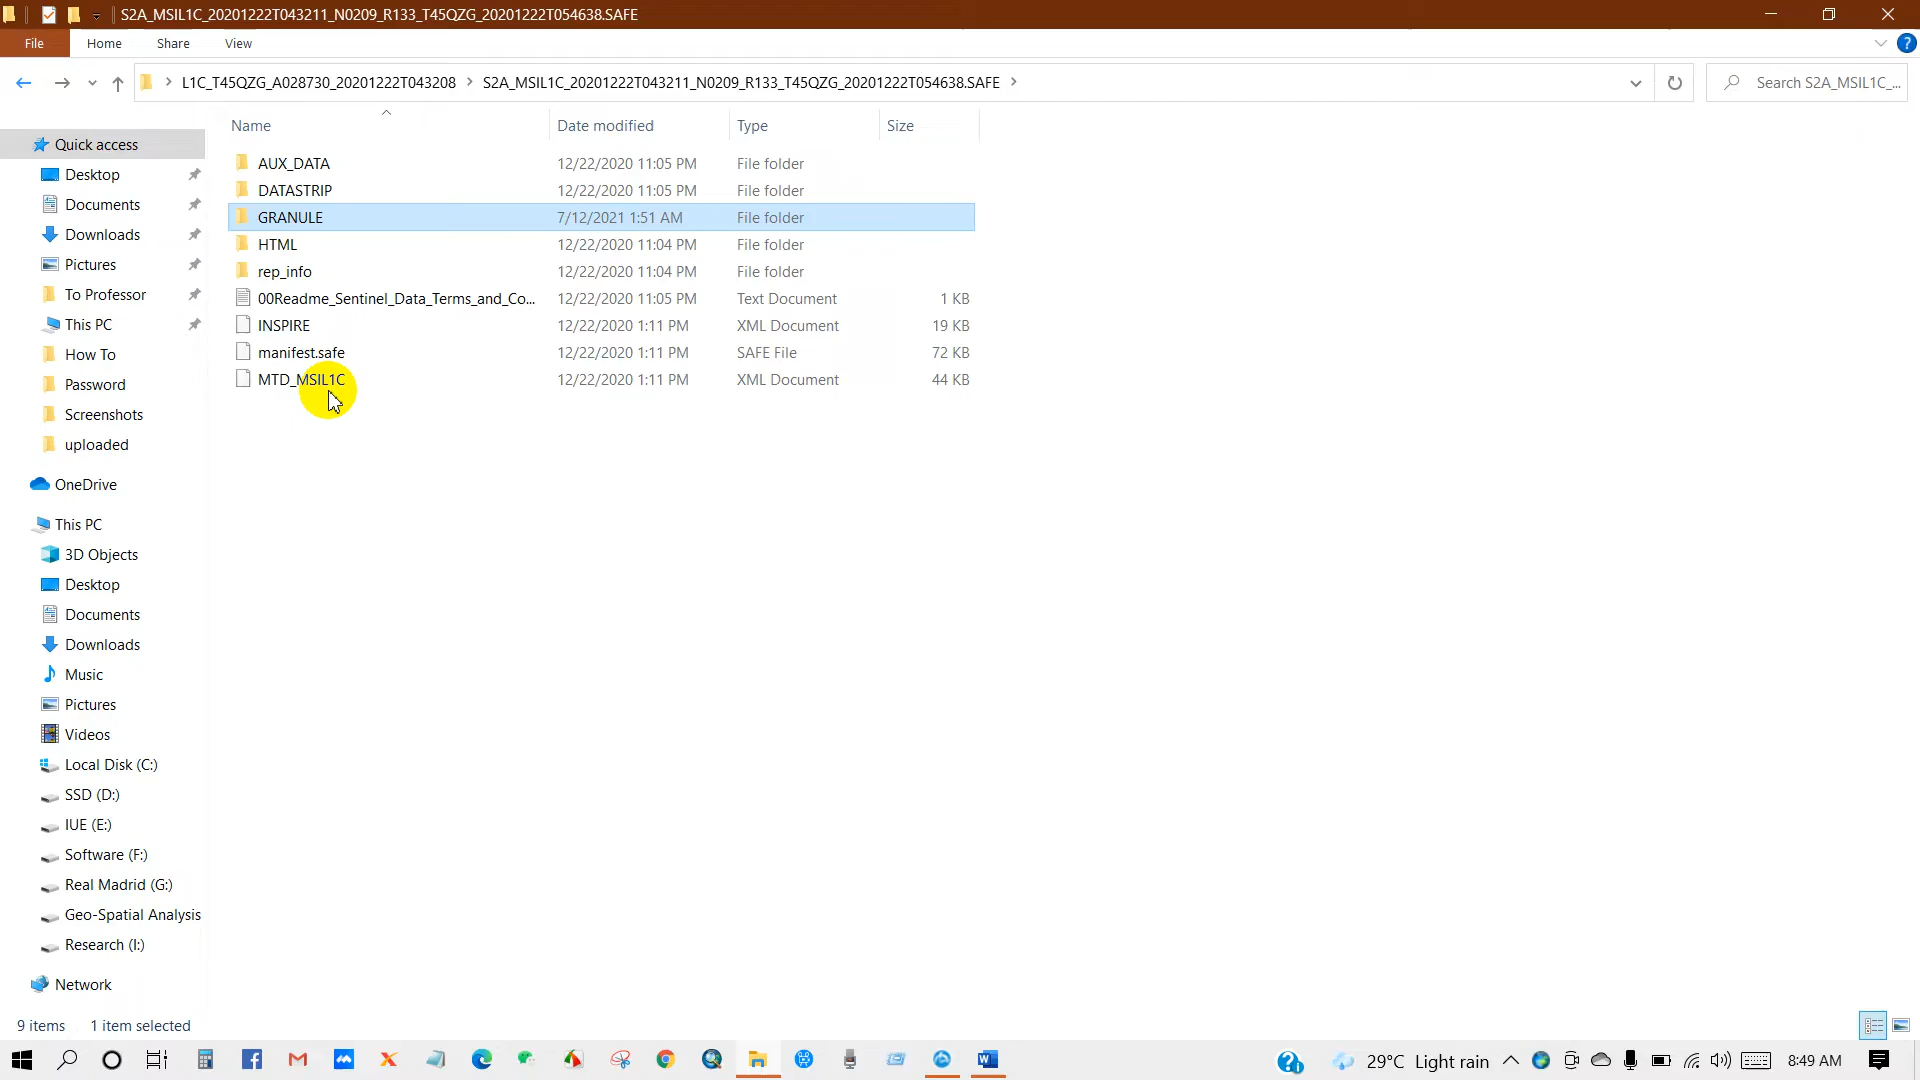 S2A_MSIL1C_20201222T043211_N0209_R133_T45QZG_20201222T054638.SAFE
File Home Share View
L1C_T45QZG_A028730_20201222T043208 S2A_MSIL1C_20201222T043211_N0209_R133_T45QZG_20201222T054638.SAFE Search S2A_MSIL1C_...
Name Date modified Type Size
AUX_DATA 12/22/2020 11:05 PM File folder
DATASTRIP 12/22/2020 11:05 PM File folder
GRANULE 7/12/2021 1:51 AM File folder
HTML 12/22/2020 11:04 PM File folder
rep_info 12/22/2020 11:04 PM File folder
00Readme_Sentinel_Data_Terms_and_Co... 12/22/2020 11:05 PM Text Document 1 KB
INSPIRE 12/22/2020 1:11 PM XML Document 19 KB
manifest.safe 12/22/2020 1:11 PM SAFE File 72 KB
MTD_MSIL1C 12/22/2020 1:11 PM XML Document 44 KB
Quick access
Desktop
Documents
Downloads
Pictures
To Professor
This PC
How To
Password
Screenshots
uploaded
OneDrive
This PC
3D Objects
Desktop
Documents
Downloads
Music
Pictures
Videos
Local Disk (C:)
SSD (D:)
IUE (E:)
Software (F:)
Real Madrid (G:)
Geo-Spatial Analysis
Research (I:)
Network
9 items 1 item selected
29°C Light rain 8:49 AM